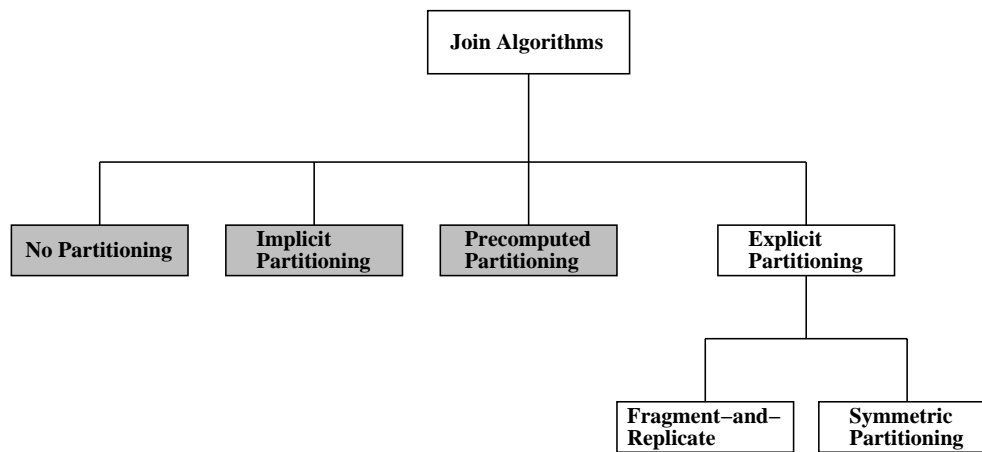 Join Algorithms
No Partitioning
Implicit
Partitioning
Precomputed
Partitioning
Explicit
Partitioning
Fragment−and−
Replicate
Symmetric
Partitioning